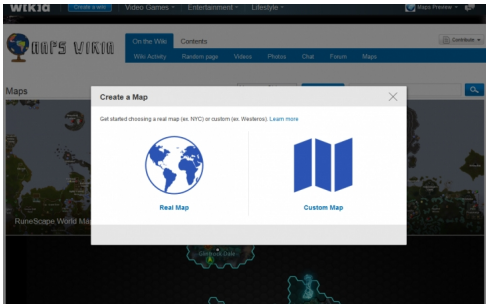 WIKIA Create a wiki Video Games Entertainment Lifestyle Maps Preview
MAPS WIKIA
On the Wiki Contents Contribute
Wiki Activity Random page Videos Photos Chat Forum Maps
Maps
Create a Map
Get started choosing a real map (ex. NYC) or custom (ex. Westeros). Learn more
Real Map Custom Map
RuneScape World Ma